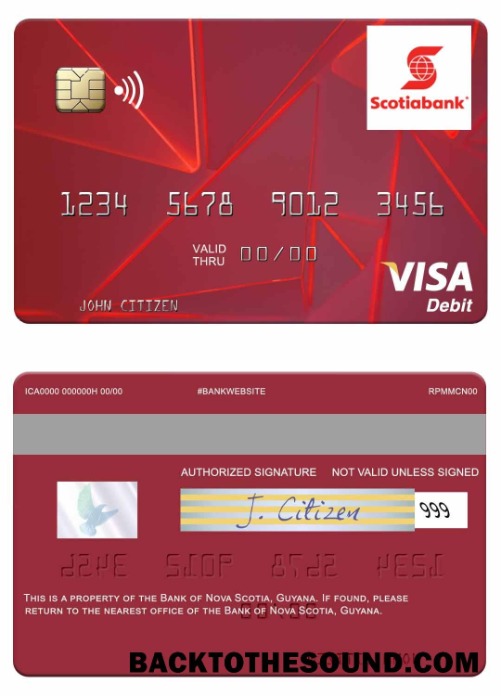 Scotiabank
1234 5678 9012 3456
VALID THRU 00/00
VISA
Debit
JOHN CITIZEN
ICA0000 000000H 00/00 #BANKWEBSITE RPMMCN00
AUTHORIZED SIGNATURE NOT VALID UNLESS SIGNED
J. Citizen 999
THIS IS A PROPERTY OF THE BANK OF NOVA SCOTIA, GUYANA. IF FOUND, PLEASE
RETURN TO THE NEAREST OFFICE OF THE BANK OF NOVA SCOTIA, GUYANA.
BACKTOTHESOUND.COM